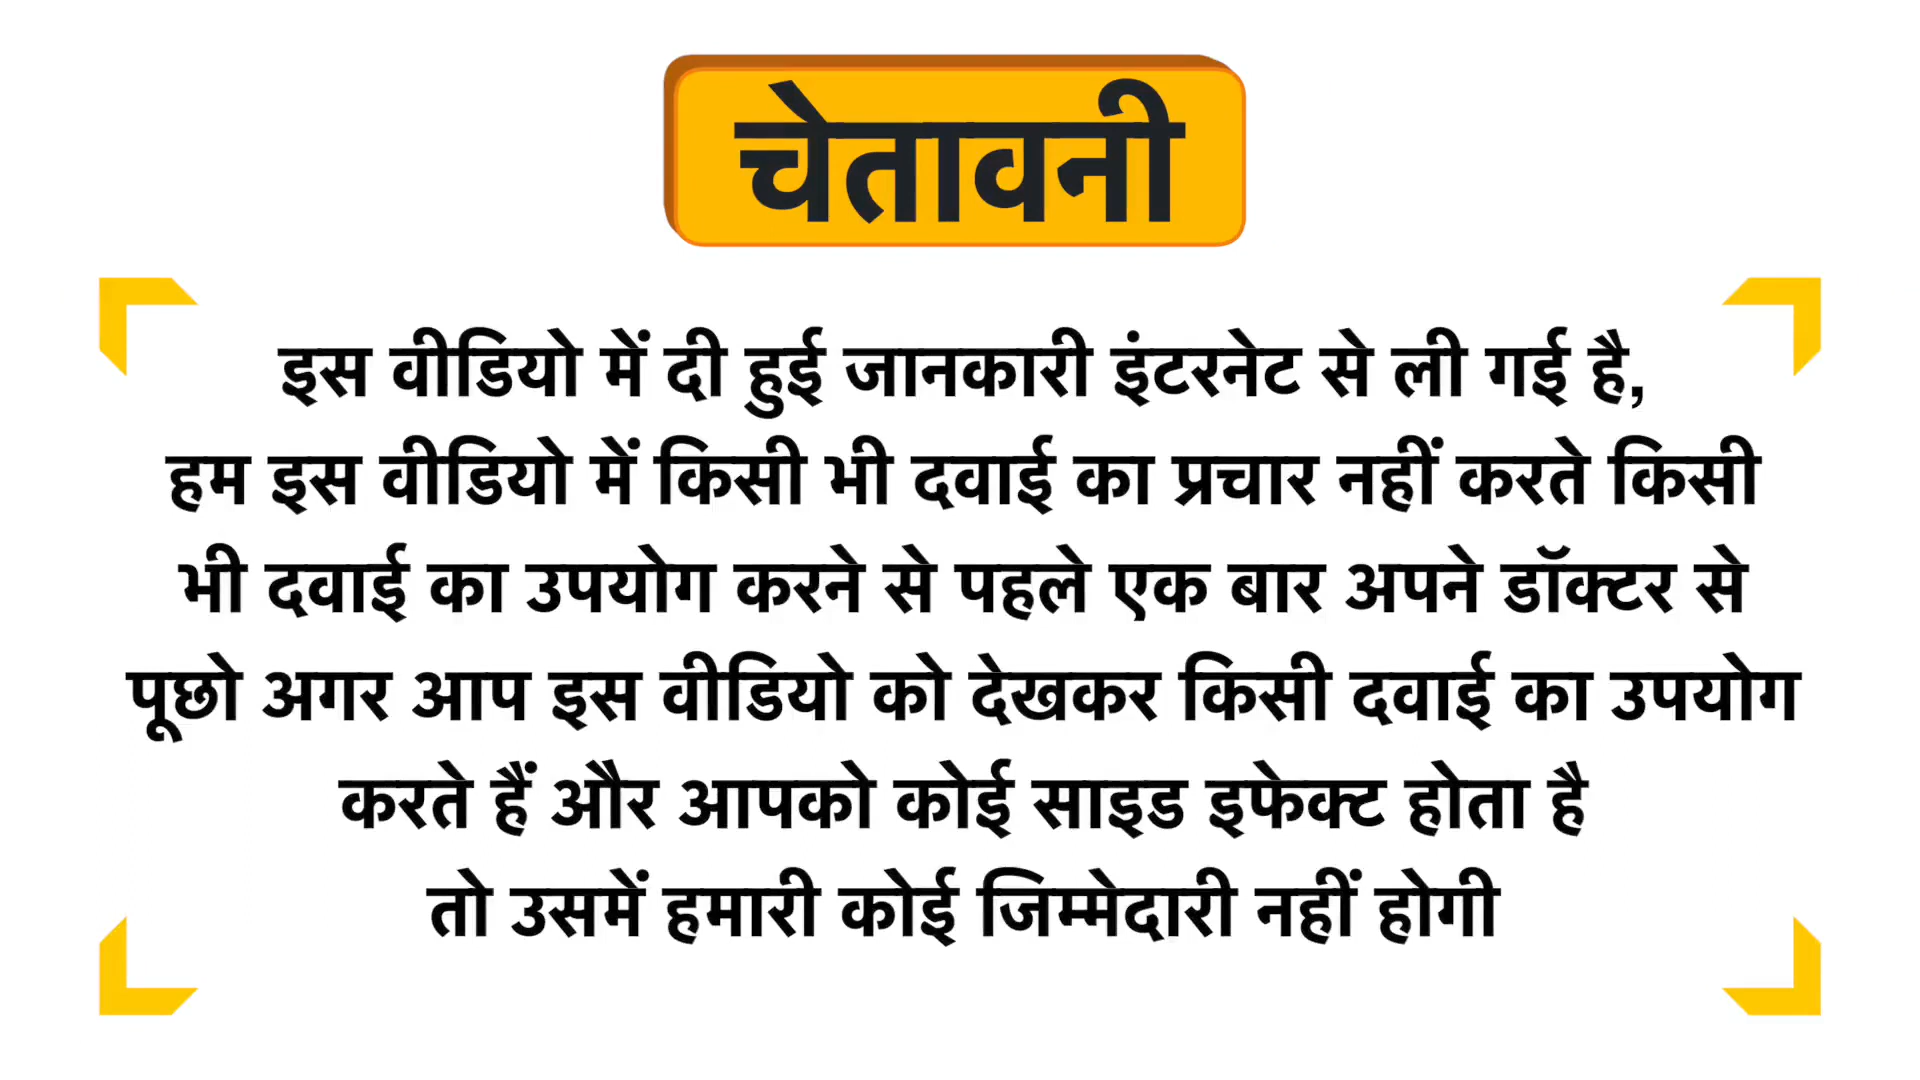 चेतावनी
इस वीडियो में दी हुई जानकारी इंटरनेट से ली गई है,
हम इस वीडियो में किसी भी दवाई का प्रचार नहीं करते किसी
भी दवाई का उपयोग करने से पहले एक बार अपने डॉक्टर से
पूछो अगर आप इस वीडियो को देखकर किसी दवाई का उपयोग
करते हैं और आपको कोई साइड इफेक्ट होता है
तो उसमें हमारी कोई जिम्मेदारी नहीं होगी